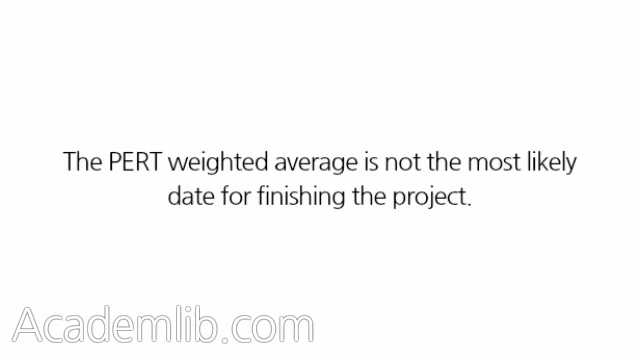 The PERT weighted average is not the most likely
date for finishing the project.
Academlib.com